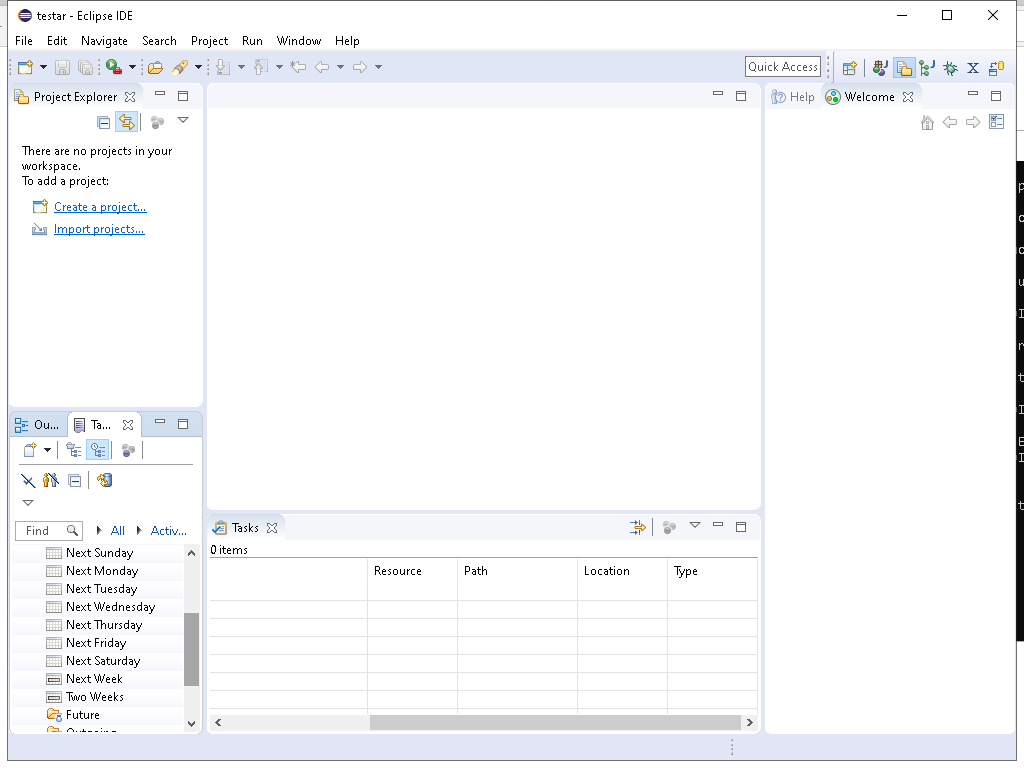 testar - Eclipse IDE
File Edit Navigate Search Project Run Window Help
Quick Access
Project Explorer
There are no projects in your
workspace.
To add a project:
Create a project...
Import projects...
Help Welcome
Ou... Ta...
Find All Activ...
Next Sunday
Next Monday
Next Tuesday
Next Wednesday
Next Thursday
Next Friday
Next Saturday
Next Week
Two Weeks
Future
Tasks
0 items
Resource Path Location Type